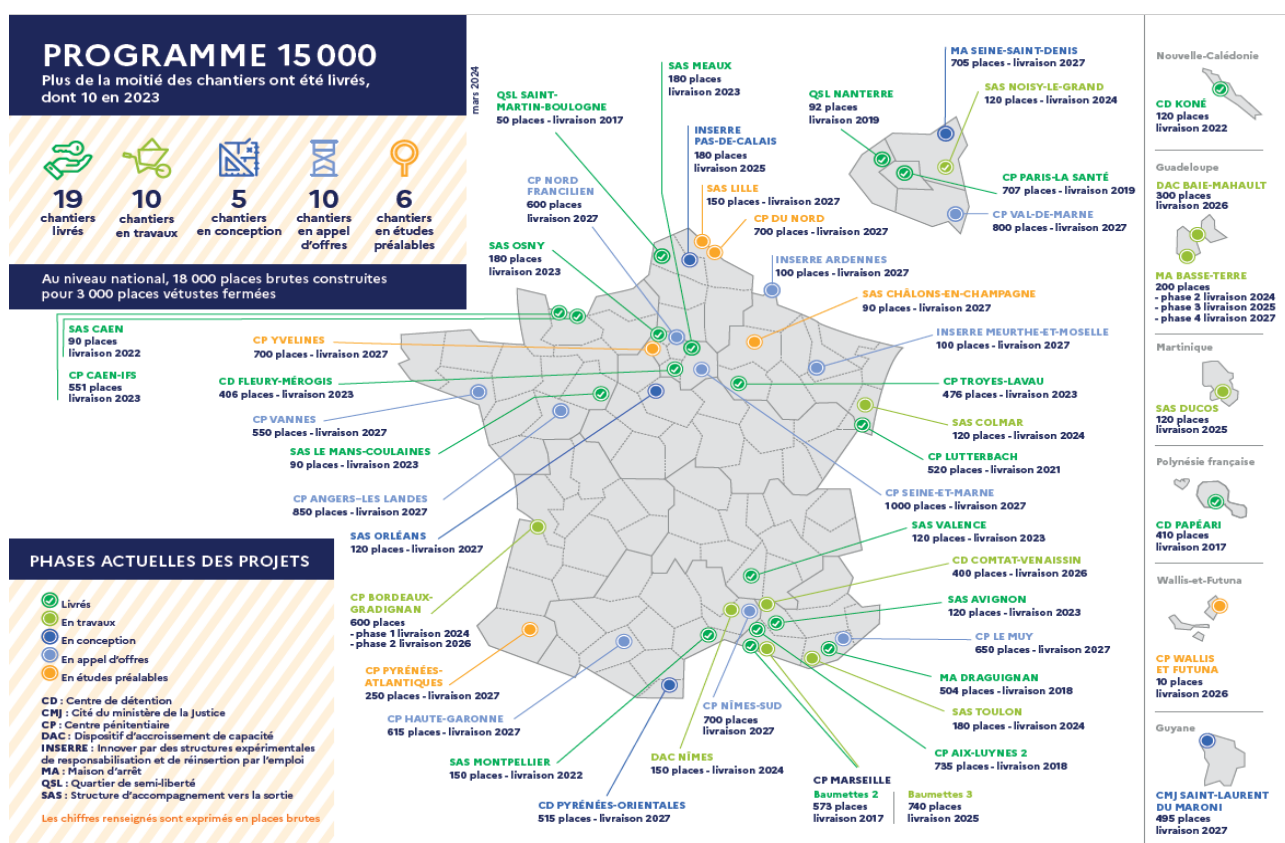 PROGRAMME 15 000
Plus de la moitié des chantiers ont été livrés,
dont 10 en 2023
mars 2024
19
chantiers
livrés
10
chantiers
en travaux
5
chantiers
en conception
10
chantiers
en appel
d'offres
6
chantiers
en études
préalables
Au niveau national, 18 000 places brutes construites
pour 3 000 places vétustes fermées
SAS MEAUX
180 places
livraison 2023
QSL SAINT-
MARTIN-BOULOGNE
50 places - livraison 2017
INSERRE
PAS-DE-CALAIS
180 places
livraison 2025
CP NORD
FRANCILIEN
600 places
livraison 2027
SAS LILLE
150 places - livraison 2027
CP DU NORD
700 places - livraison 2027
SAS OSNY
180 places
livraison 2023
QSL NANTERRE
92 places
livraison 2019
MA SEINE-SAINT-DENIS
705 places - livraison 2027
SAS NOISY-LE-GRAND
120 places - livraison 2024
CP PARIS-LA SANTÉ
707 places - livraison 2019
CP VAL-DE-MARNE
800 places - livraison 2027
INSERRE ARDENNES
100 places - livraison 2027
SAS CHÂLONS-EN-CHAMPAGNE
90 places - livraison 2027
INSERRE MEURTHE-ET-MOSELLE
100 places - livraison 2027
SAS CAEN
90 places
livraison 2022
CP CAEN-IFS
551 places
livraison 2023
CP YVELINES
700 places - livraison 2027
CD FLEURY-MÉROGIS
406 places - livraison 2023
CP VANNES
550 places - livraison 2027
SAS LE MANS-COULAINES
90 places - livraison 2023
CP ANGERS–LES LANDES
850 places - livraison 2027
SAS ORLÉANS
120 places - livraison 2027
CP TROYES-LAVAU
476 places - livraison 2023
SAS COLMAR
120 places - livraison 2024
CP LUTTERBACH
520 places - livraison 2021
CP SEINE-ET-MARNE
1000 places - livraison 2027
SAS VALENCE
120 places - livraison 2023
CD COMTAT-VENAISSIN
400 places - livraison 2026
SAS AVIGNON
120 places - livraison 2023
CP LE MUY
650 places - livraison 2027
MA DRAGUIGNAN
504 places - livraison 2018
SAS TOULON
180 places - livraison 2024
CP AIX-LUYNES 2
735 places - livraison 2018
CP BORDEAUX-
GRADIGNAN
600 places
- phase 1 livraison 2024
- phase 2 livraison 2026
CP PYRÉNÉES-
ATLANTIQUES
250 places - livraison 2027
CP HAUTE-GARONNE
615 places - livraison 2027
SAS MONTPELLIER
150 places - livraison 2022
CD PYRÉNÉES-ORIENTALES
515 places - livraison 2027
CP NÎMES-SUD
700 places
livraison 2027
DAC NÎMES
150 places - livraison 2024
CP MARSEILLE
Baumettes 2
573 places
livraison 2017
Baumettes 3
740 places
livraison 2025
PHASES ACTUELLES DES PROJETS
Livrés
En travaux
En conception
En appel d'offres
En études préalables
CD : Centre de détention
CMJ : Cité du ministère de la Justice
CP : Centre pénitentiaire
DAC : Dispositif d'accroissement de capacité
INSERRE : Innover par des structures expérimentales
de responsabilisation et de réinsertion par l'emploi
MA : Maison d'arrêt
QSL : Quartier de semi-liberté
SAS : Structure d'accompagnement vers la sortie
Les chiffres renseignés sont exprimés en places brutes
Nouvelle-Calédonie
CD KONÉ
120 places
livraison 2022
Guadeloupe
DAC BAIE-MAHAULT
300 places
livraison 2026
MA BASSE-TERRE
200 places
- phase 2 livraison 2024
- phase 3 livraison 2025
- phase 4 livraison 2027
Martinique
SAS DUCOS
120 places
livraison 2025
Polynésie française
CD PAPÉARI
410 places
livraison 2017
Wallis-et-Futuna
CP WALLIS
ET FUTUNA
10 places
livraison 2026
Guyane
CMJ SAINT-LAURENT
DU MARONI
495 places
livraison 2027